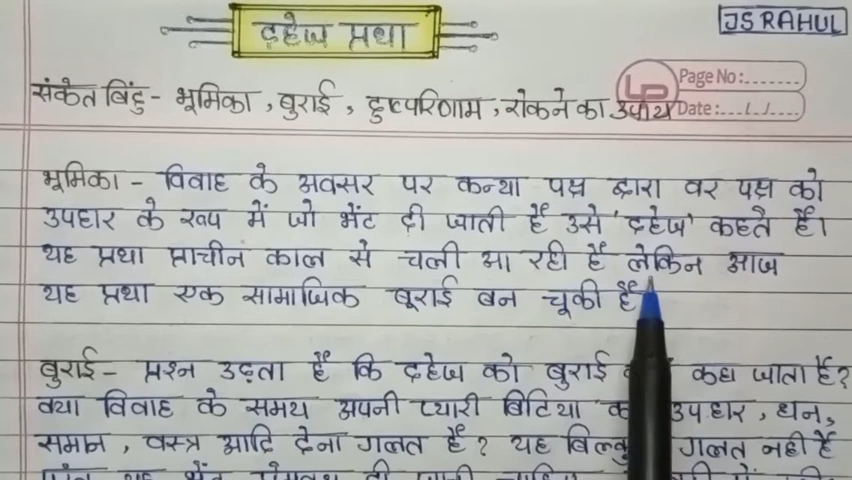 दहेज प्रथा
JS RAHUL
Page No:.......
संकेत बिंदु - भूमिका, बुराई, दुष्परिणाम, रोकने का उपाय
Date:...../...../.....
भूमिका - विवाह के अवसर पर कन्या पक्ष द्वारा वर पक्ष को
उपहार के रूप में जो भेंट दी जाती हैं उसे 'दहेज' कहते हैं।
यह प्रथा प्राचीन काल से चली आ रही हैं लेकिन आज
यह प्रथा एक सामाजिक बूराई बन चूकी हैं
बुराई - प्रश्न उठता हैं कि दहेज को बुराई कहा जाता हैं?
क्या विवाह के समय अपनी प्यारी बिटिया उपहार, धन,
समान, वस्त्र आदि देना गलत हैं? यह गलत नही हैं